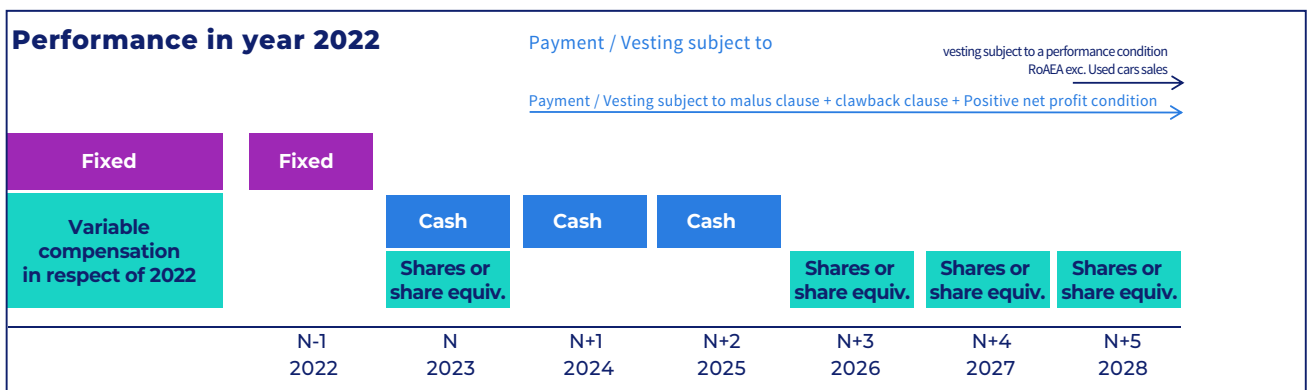 Performance in year 2022
Payment / Vesting subject to
vesting subject to a performance condition
RoAEA exc. Used cars sales
Payment / Vesting subject to malus clause + clawback clause + Positive net profit condition
Fixed
Fixed
Variable
compensation
in respect of 2022
Cash
Cash
Cash
Shares or
share equiv.
Shares or
share equiv.
Shares or
share equiv.
Shares or
share equiv.
N-1
2022
N
2023
N+1
2024
N+2
2025
N+3
2026
N+4
2027
N+5
2028